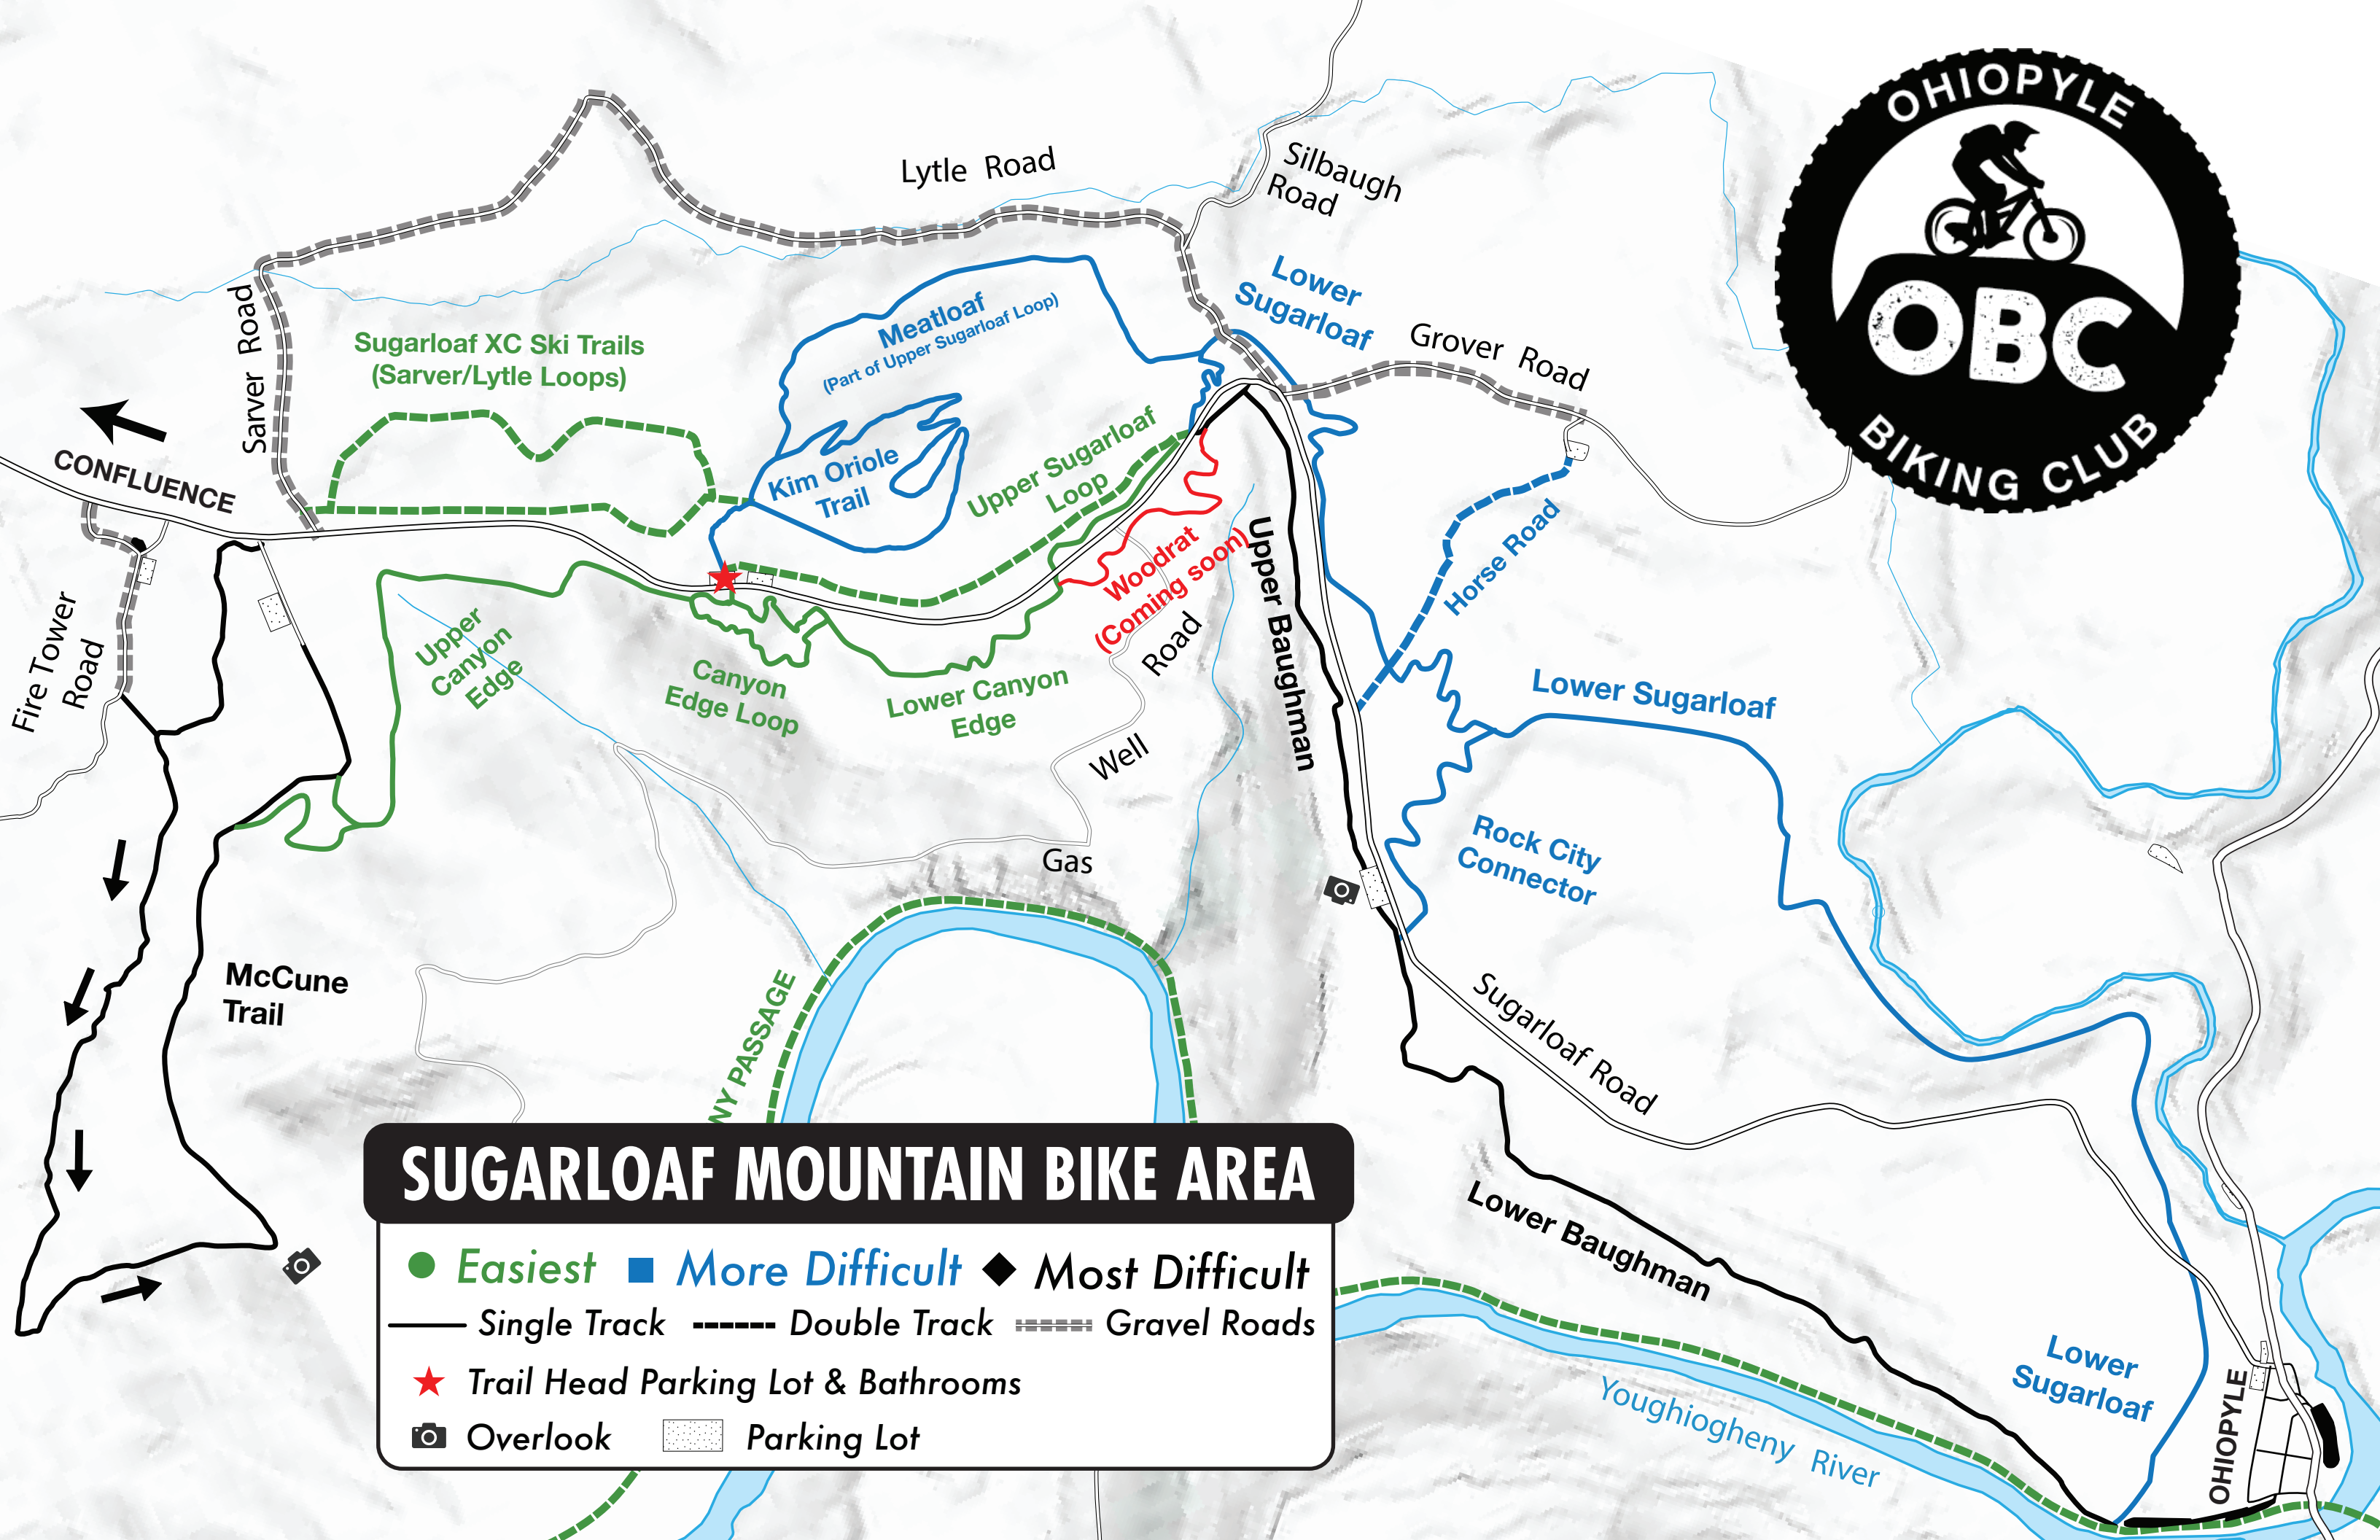 OHIOPYLE
OBC
BIKING CLUB
Lytle Road
Silbaugh
Road
Lower
Sugarloaf
Grover Road
Sarver Road
Sugarloaf XC Ski Trails
(Sarver/Lytle Loops)
Meatloaf
(Part of Upper Sugarloaf Loop)
Kim Oriole
Trail
Upper Sugarloaf
Loop
CONFLUENCE
Fire Tower
Road
Upper
Canyon
Edge
Canyon
Edge Loop
Lower Canyon
Edge
Woodrat
(Coming soon)
Road
Well
Gas
Upper Baughman
Horse Road
Lower Sugarloaf
Rock City
Connector
McCune
Trail
NY PASSAGE
Sugarloaf Road
Lower Baughman
Lower
Sugarloaf
Youghiogheny River
OHIOPYLE
SUGARLOAF MOUNTAIN BIKE AREA
Easiest More Difficult Most Difficult
Single Track Double Track Gravel Roads
Trail Head Parking Lot & Bathrooms
Overlook Parking Lot